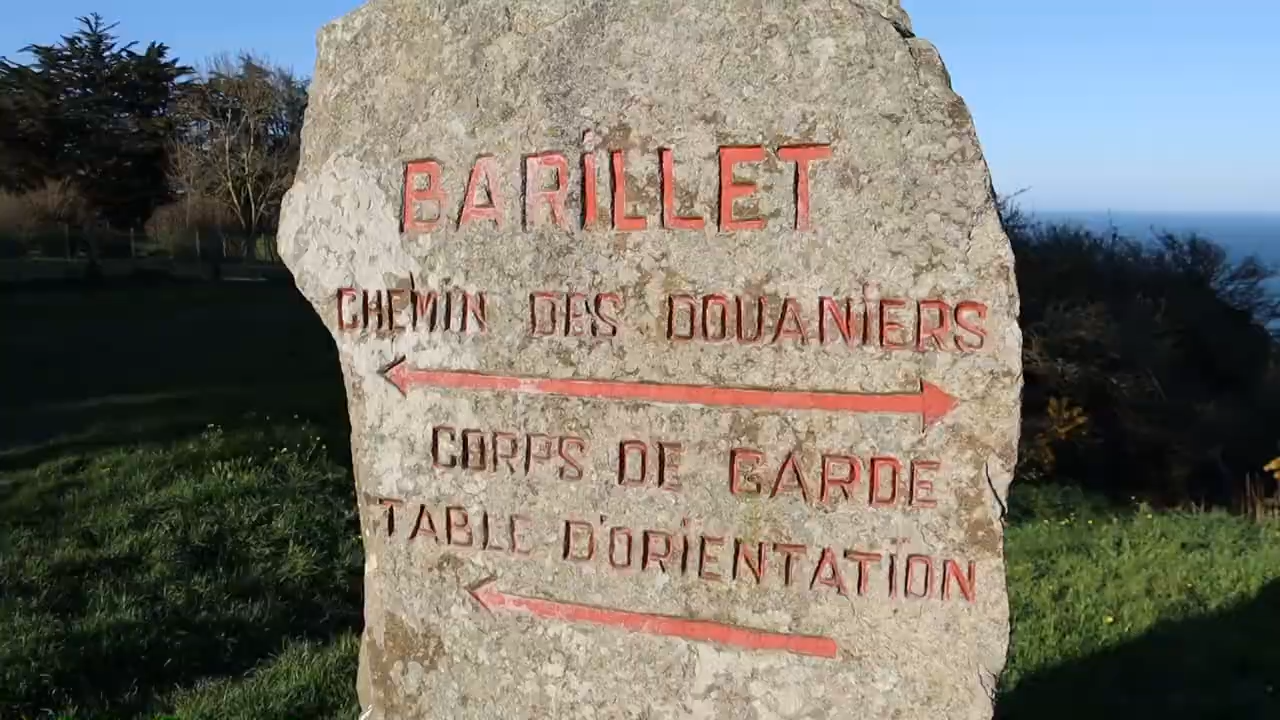 BARiLLET
CHEMIN DES DOUANiERS
CORPS DE GARDE
TABLE D'ORiENTATiON